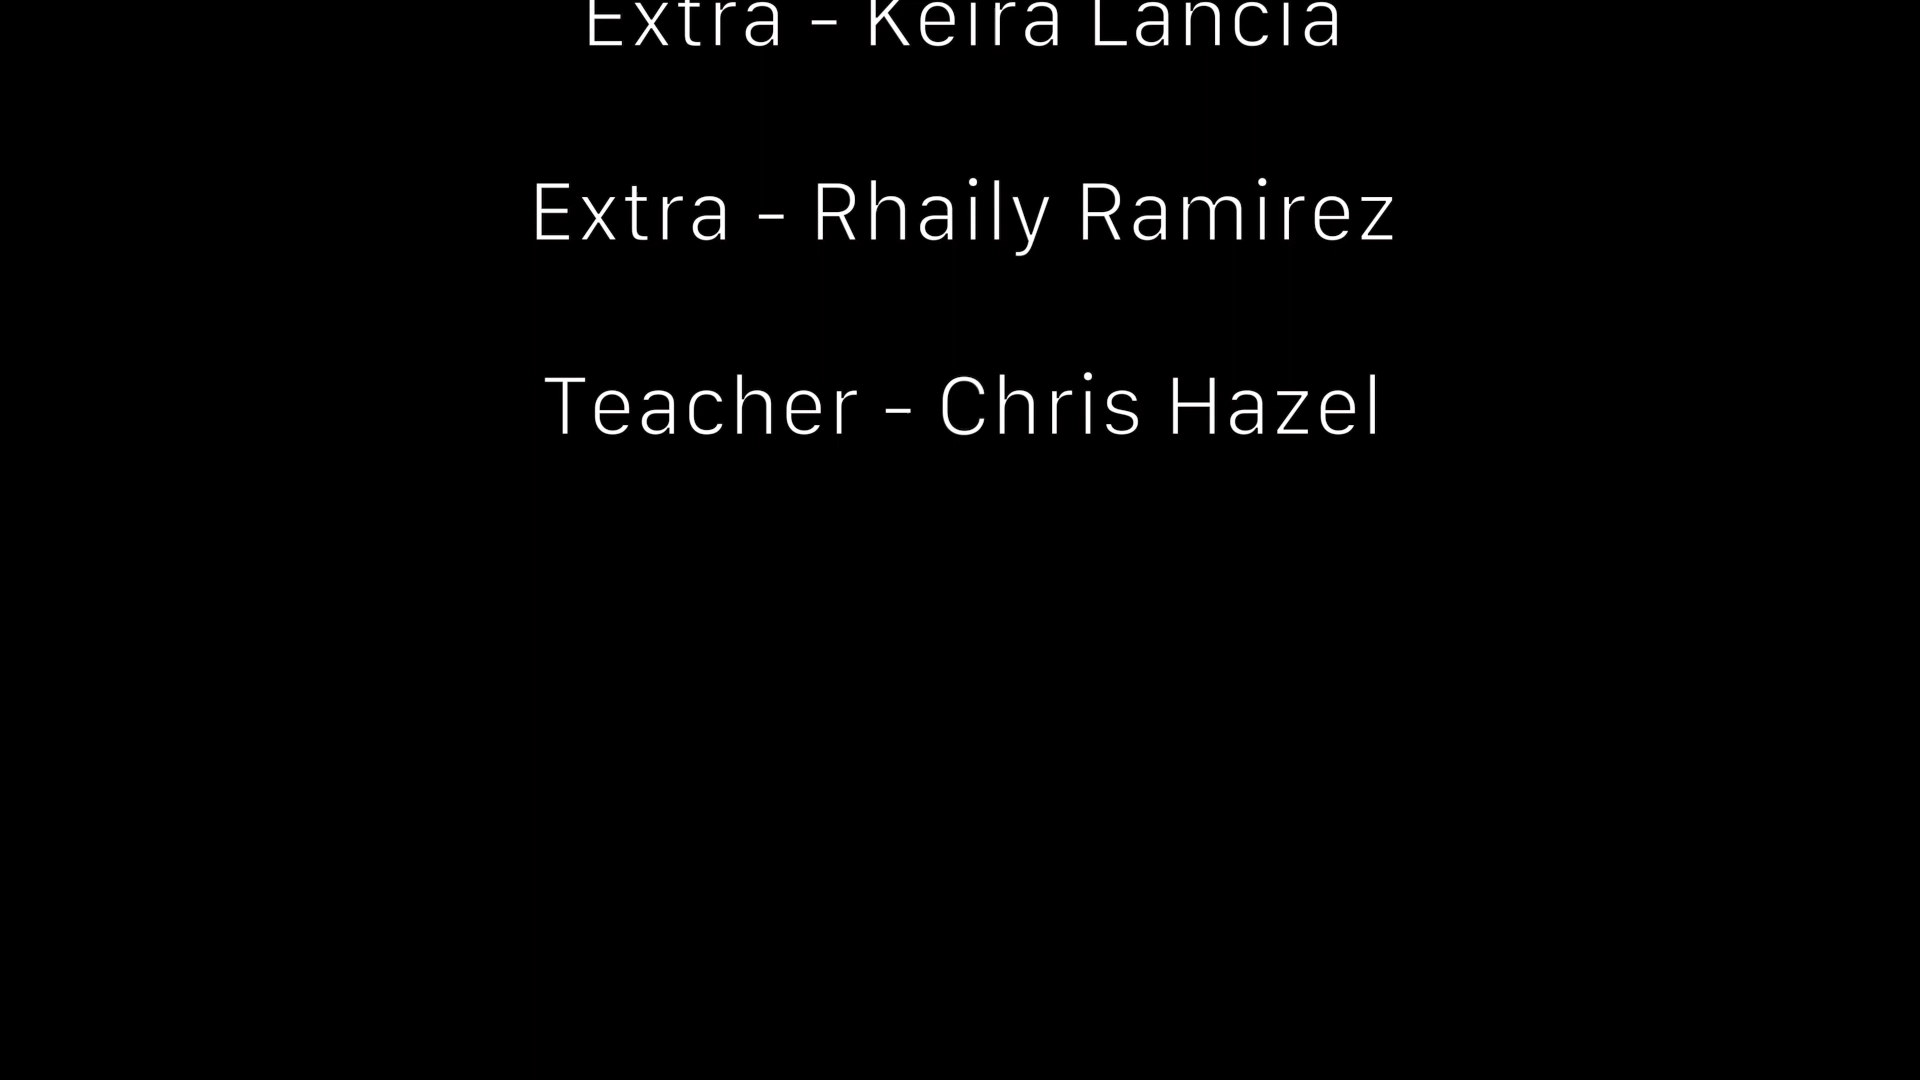 Extra - Keira Lancia
Extra - Rhaily Ramirez
Teacher - Chris Hazel